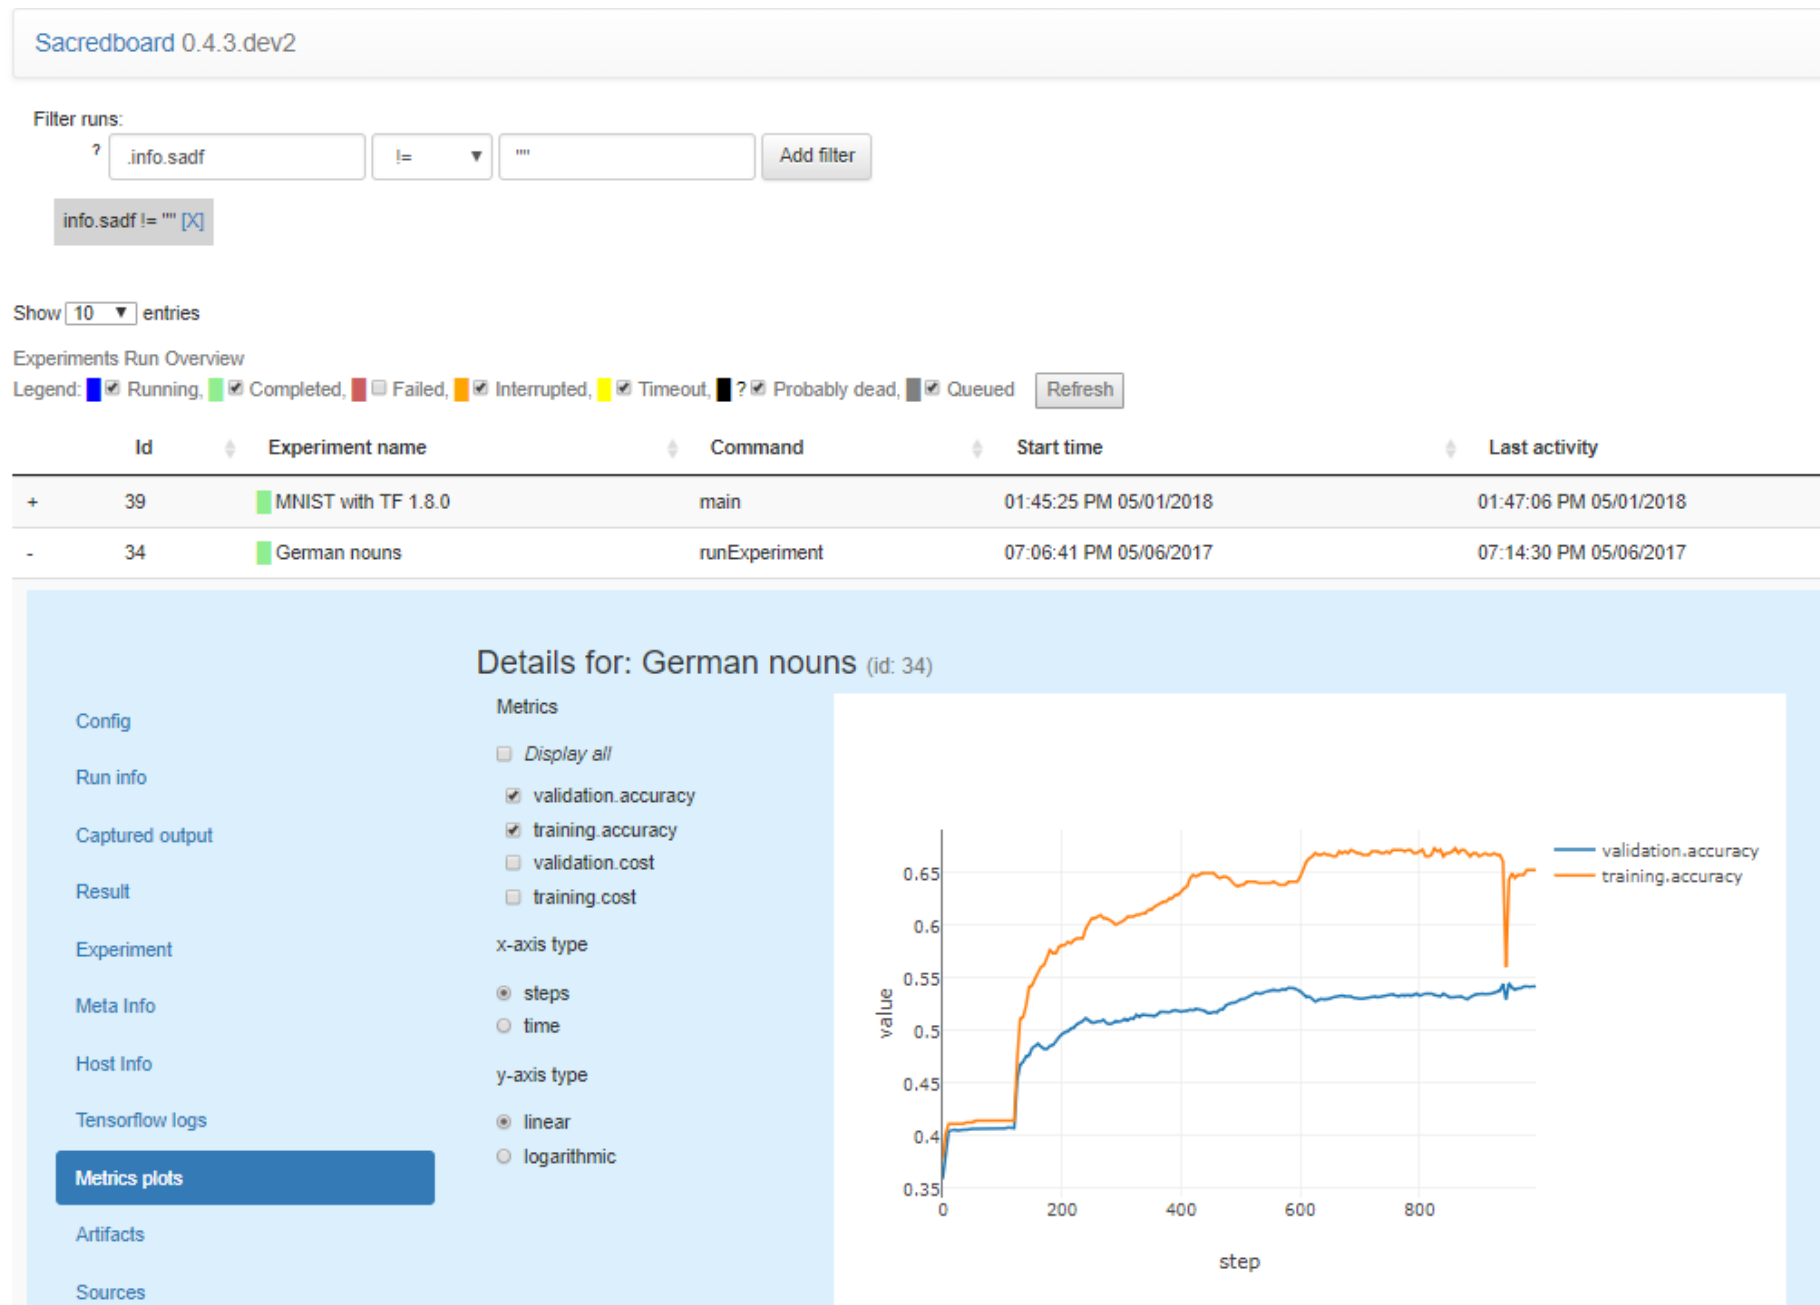 Sacredboard 0.4.3.dev2
Filter runs:
? .info.sadf != "" Add filter
info.sadf != "" [X]
Show 10 entries
Experiments Run Overview
Legend: Running, Completed, Failed, Interrupted, Timeout, ? Probably dead, Queued Refresh
Id Experiment name Command Start time Last activity
+ 39 MNIST with TF 1.8.0 main 01:45:25 PM 05/01/2018 01:47:06 PM 05/01/2018
- 34 German nouns runExperiment 07:06:41 PM 05/06/2017 07:14:30 PM 05/06/2017
Details for: German nouns (id: 34)
Config
Run info
Captured output
Result
Experiment
Meta Info
Host Info
Tensorflow logs
Metrics plots
Artifacts
Sources
Metrics
Display all
validation.accuracy
training.accuracy
validation.cost
training.cost
x-axis type
steps
time
y-axis type
linear
logarithmic
value
0.65
0.6
0.55
0.5
0.45
0.4
0.35
0 200 400 600 800
step
validation.accuracy
training.accuracy